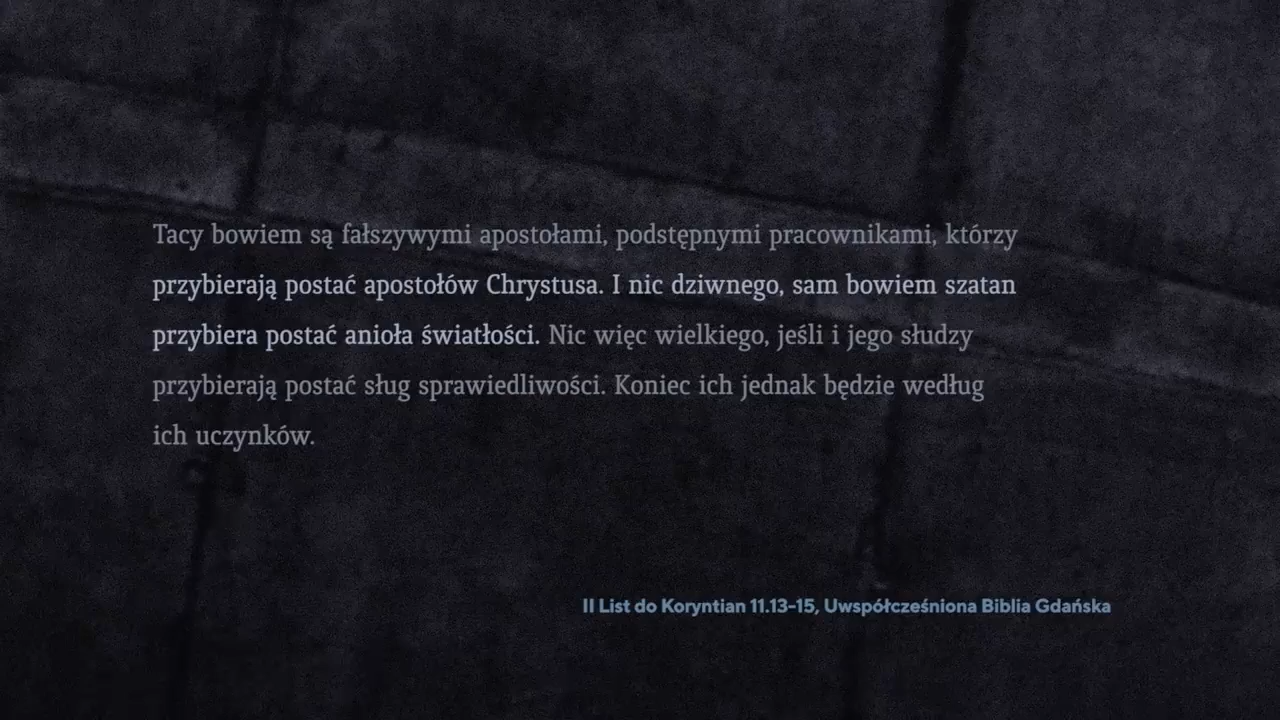 Tacy bowiem są fałszywymi apostołami, podstępnymi pracownikami, którzy
przybierają postać apostołów Chrystusa. I nic dziwnego, sam bowiem szatan
przybiera postać anioła światłości. Nic więc wielkiego, jeśli i jego słudzy
przybierają postać sług sprawiedliwości. Koniec ich jednak będzie według
ich uczynków.
II List do Koryntian 11.13-15, Uwspółcześniona Biblia Gdańska